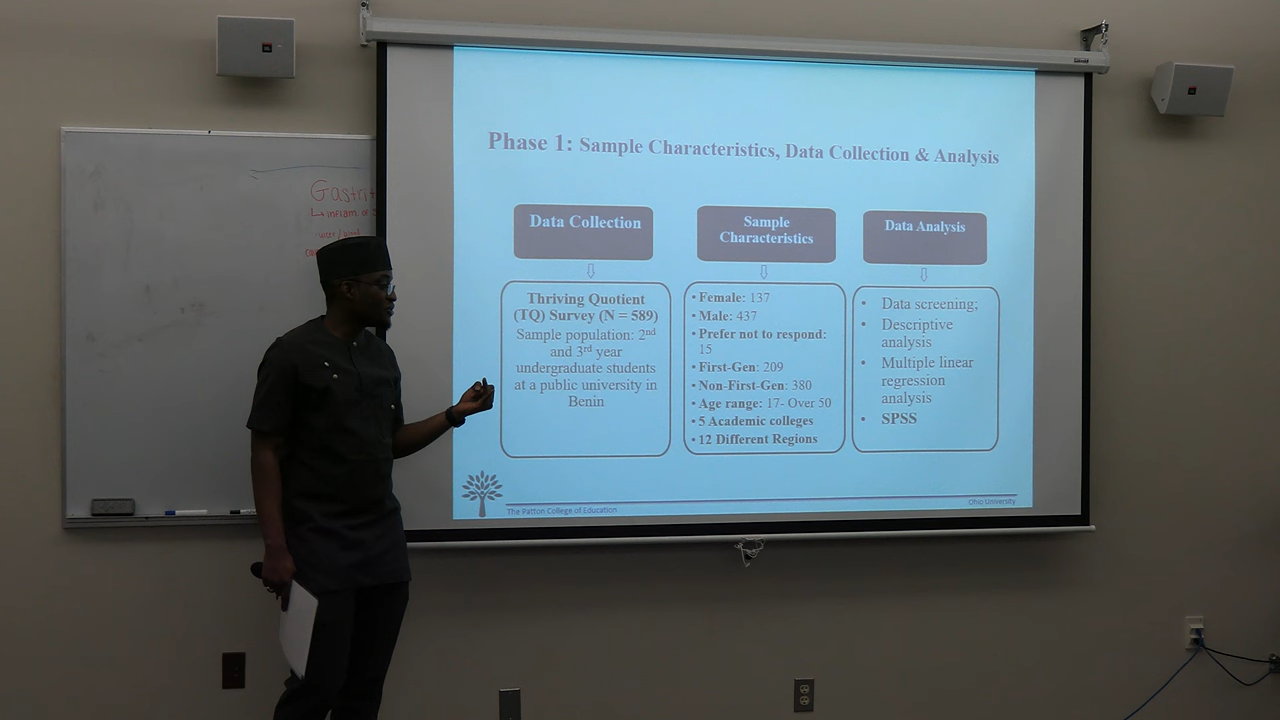 Phase 1: Sample Characteristics, Data Collection & Analysis
Data Collection
Thriving Quotient
(TQ) Survey (N = 589)
Sample population: 2nd
and 3rd year
undergraduate students
at a public university in
Benin
Sample
Characteristics
• Female: 137
• Male: 437
• Prefer not to respond:
15
• First-Gen: 209
• Non-First-Gen: 380
• Age range: 17- Over 50
• 5 Academic colleges
• 12 Different Regions
Data Analysis
• Data screening;
• Descriptive
analysis
• Multiple linear
regression
analysis
• SPSS
The Patton College of Education
Ohio University
Gastrit
↳ inflam of